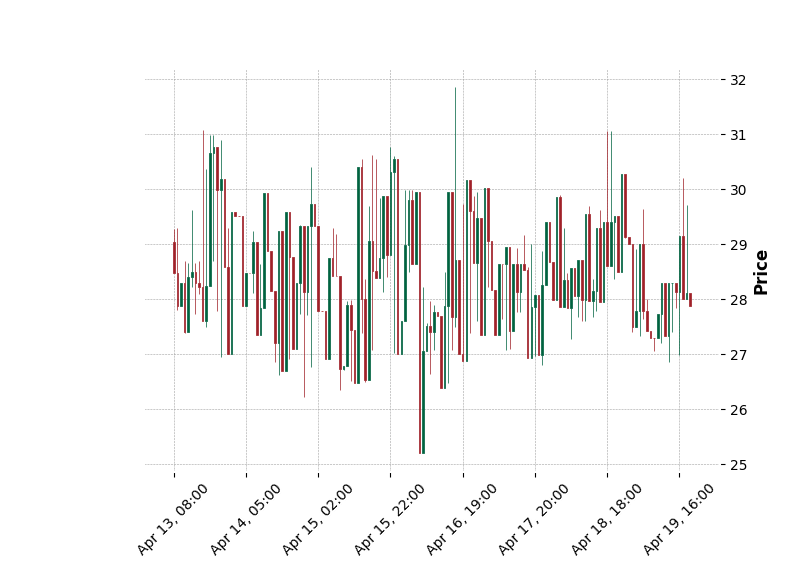 32
31
30
29
28
27
26
25
Price
Apr 13, 08:00
Apr 14, 05:00
Apr 15, 02:00
Apr 15, 22:00
Apr 16, 19:00
Apr 17, 20:00
Apr 18, 18:00
Apr 19, 16:00